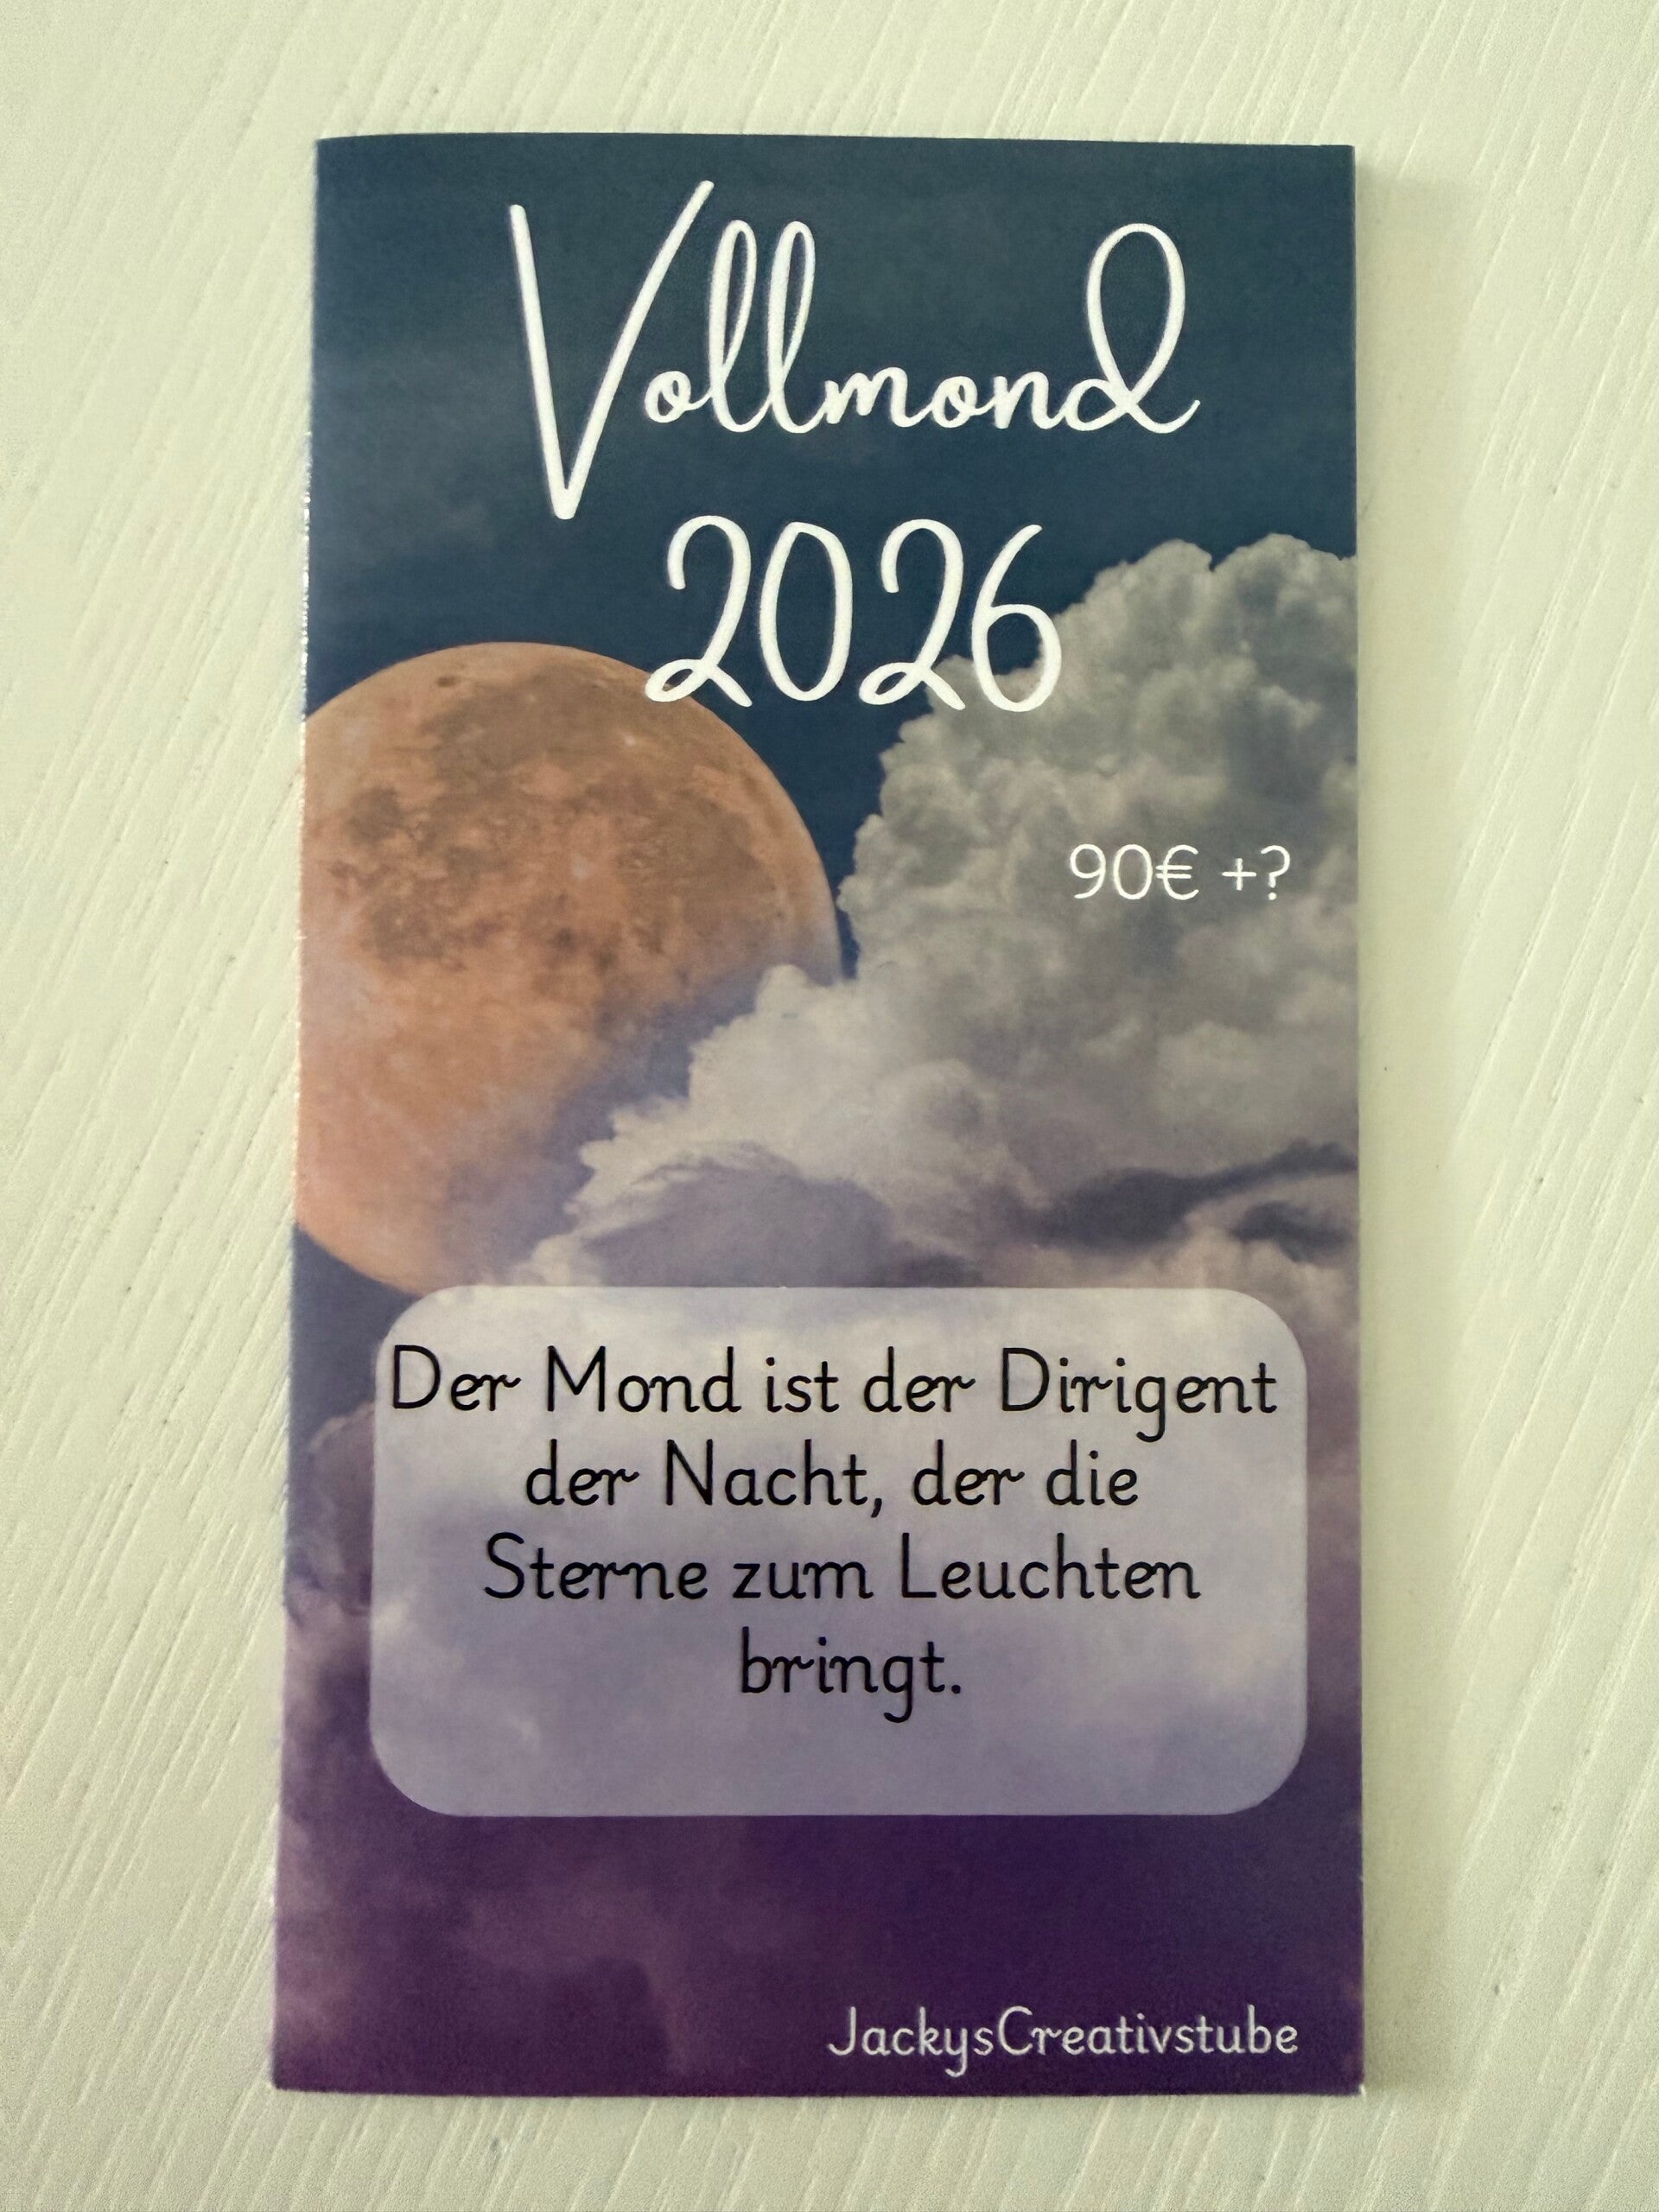 Vollmond
2026
90€ +?
Der Mond ist der Dirigent
der Nacht, der die
Sterne zum Leuchten
bringt.
JackysCreativstube